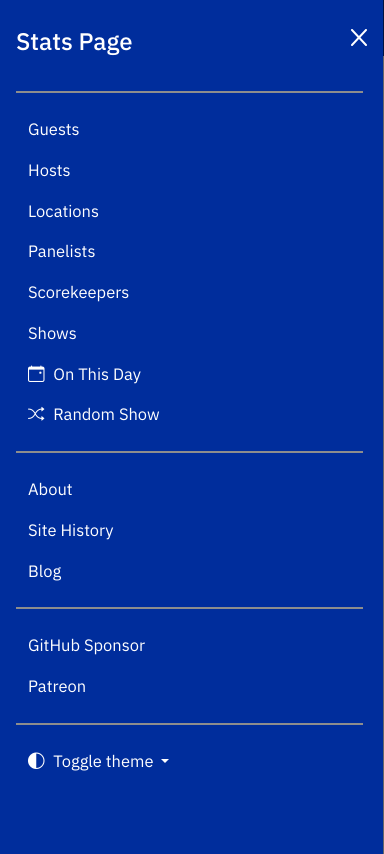 Stats Page
Guests
Hosts
Locations
Panelists
Scorekeepers
Shows
On This Day
Random Show
About
Site History
Blog
GitHub Sponsor
Patreon
Toggle theme